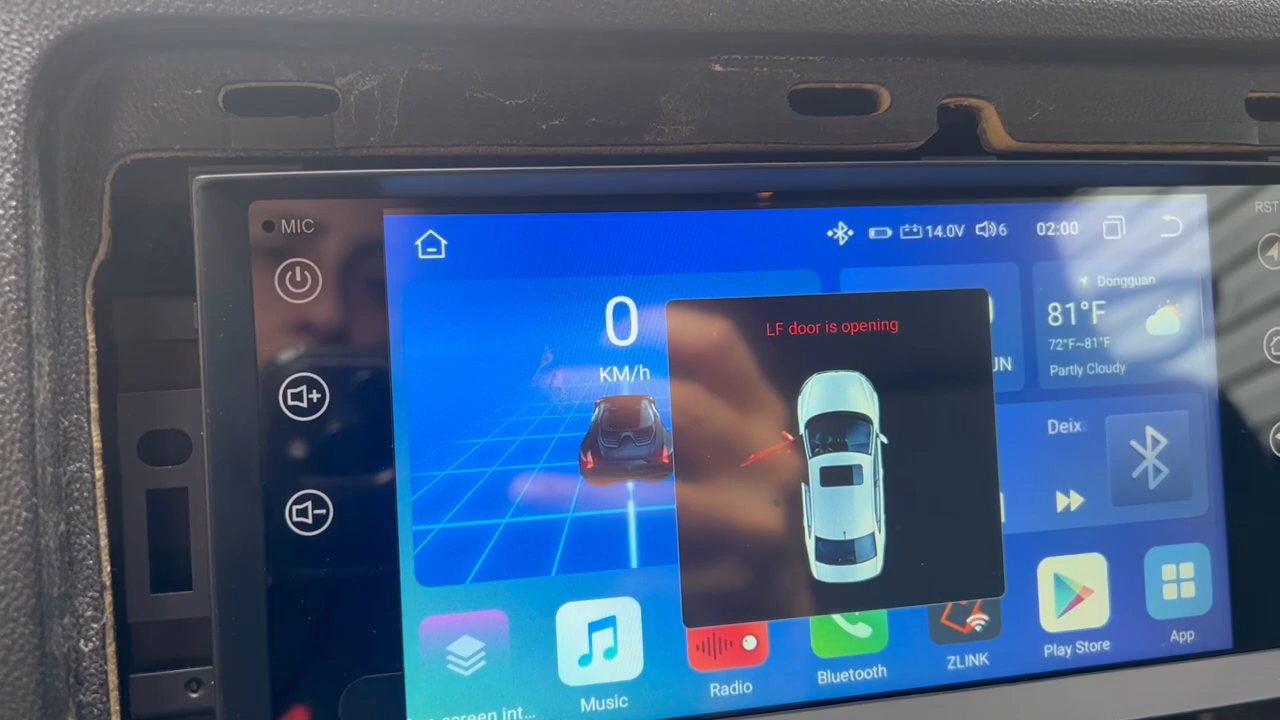 MIC
RST
14.0V
6
02:00
0
KM/h
LF door is opening
Dongguan
81°F
72°F~81°F
Partly Cloudy
Deix
screen int...
Music
Radio
Bluetooth
ZLINK
Play Store
App